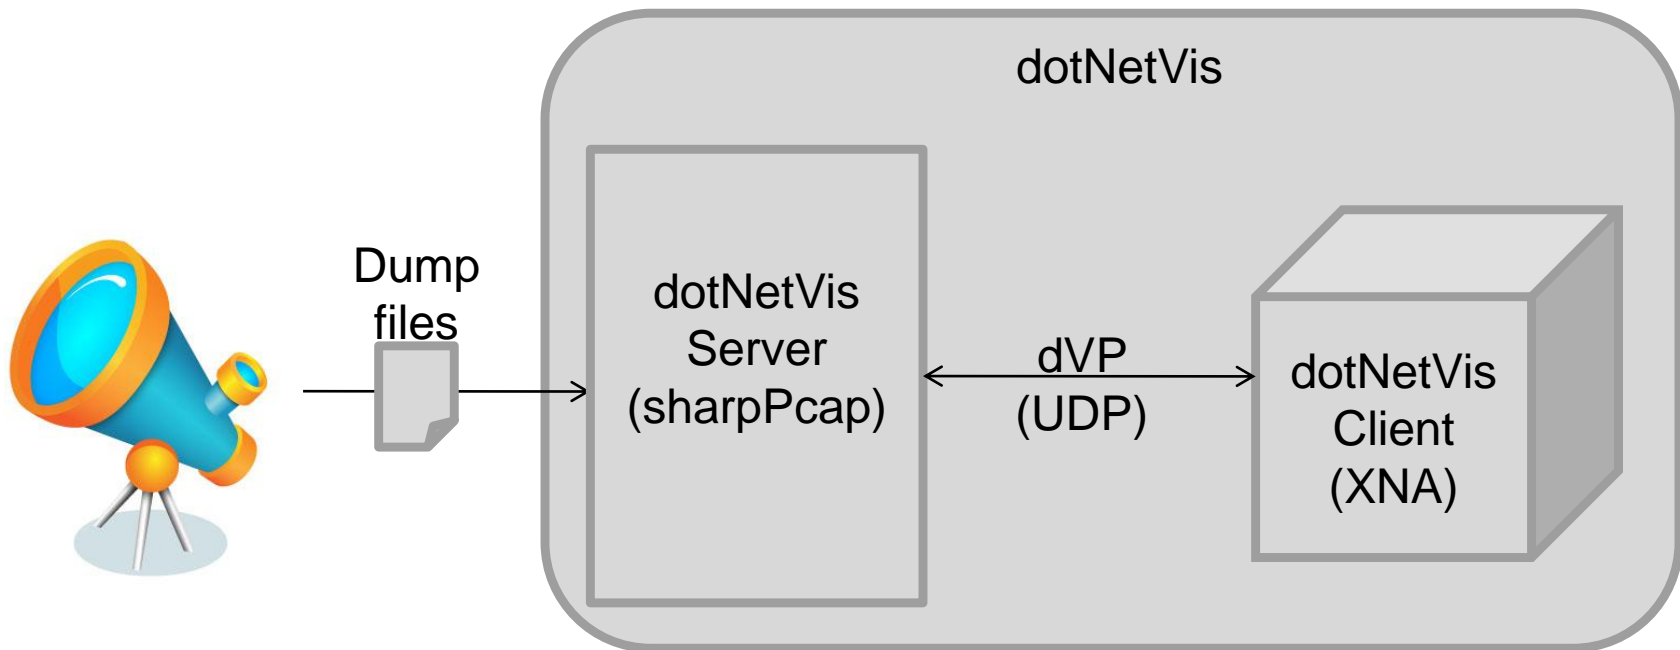 dotNetVis
Dump
files
dotNetVis
Server
(sharpPcap)
dVP
(UDP)
dotNetVis
Client
(XNA)